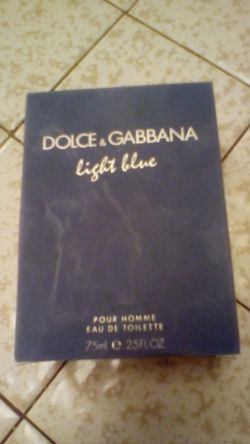 DOLCE & GABBANA
light blue
POUR HOMME
EAU DE TOILETTE
75ml ℮ 2.5FL.OZ.